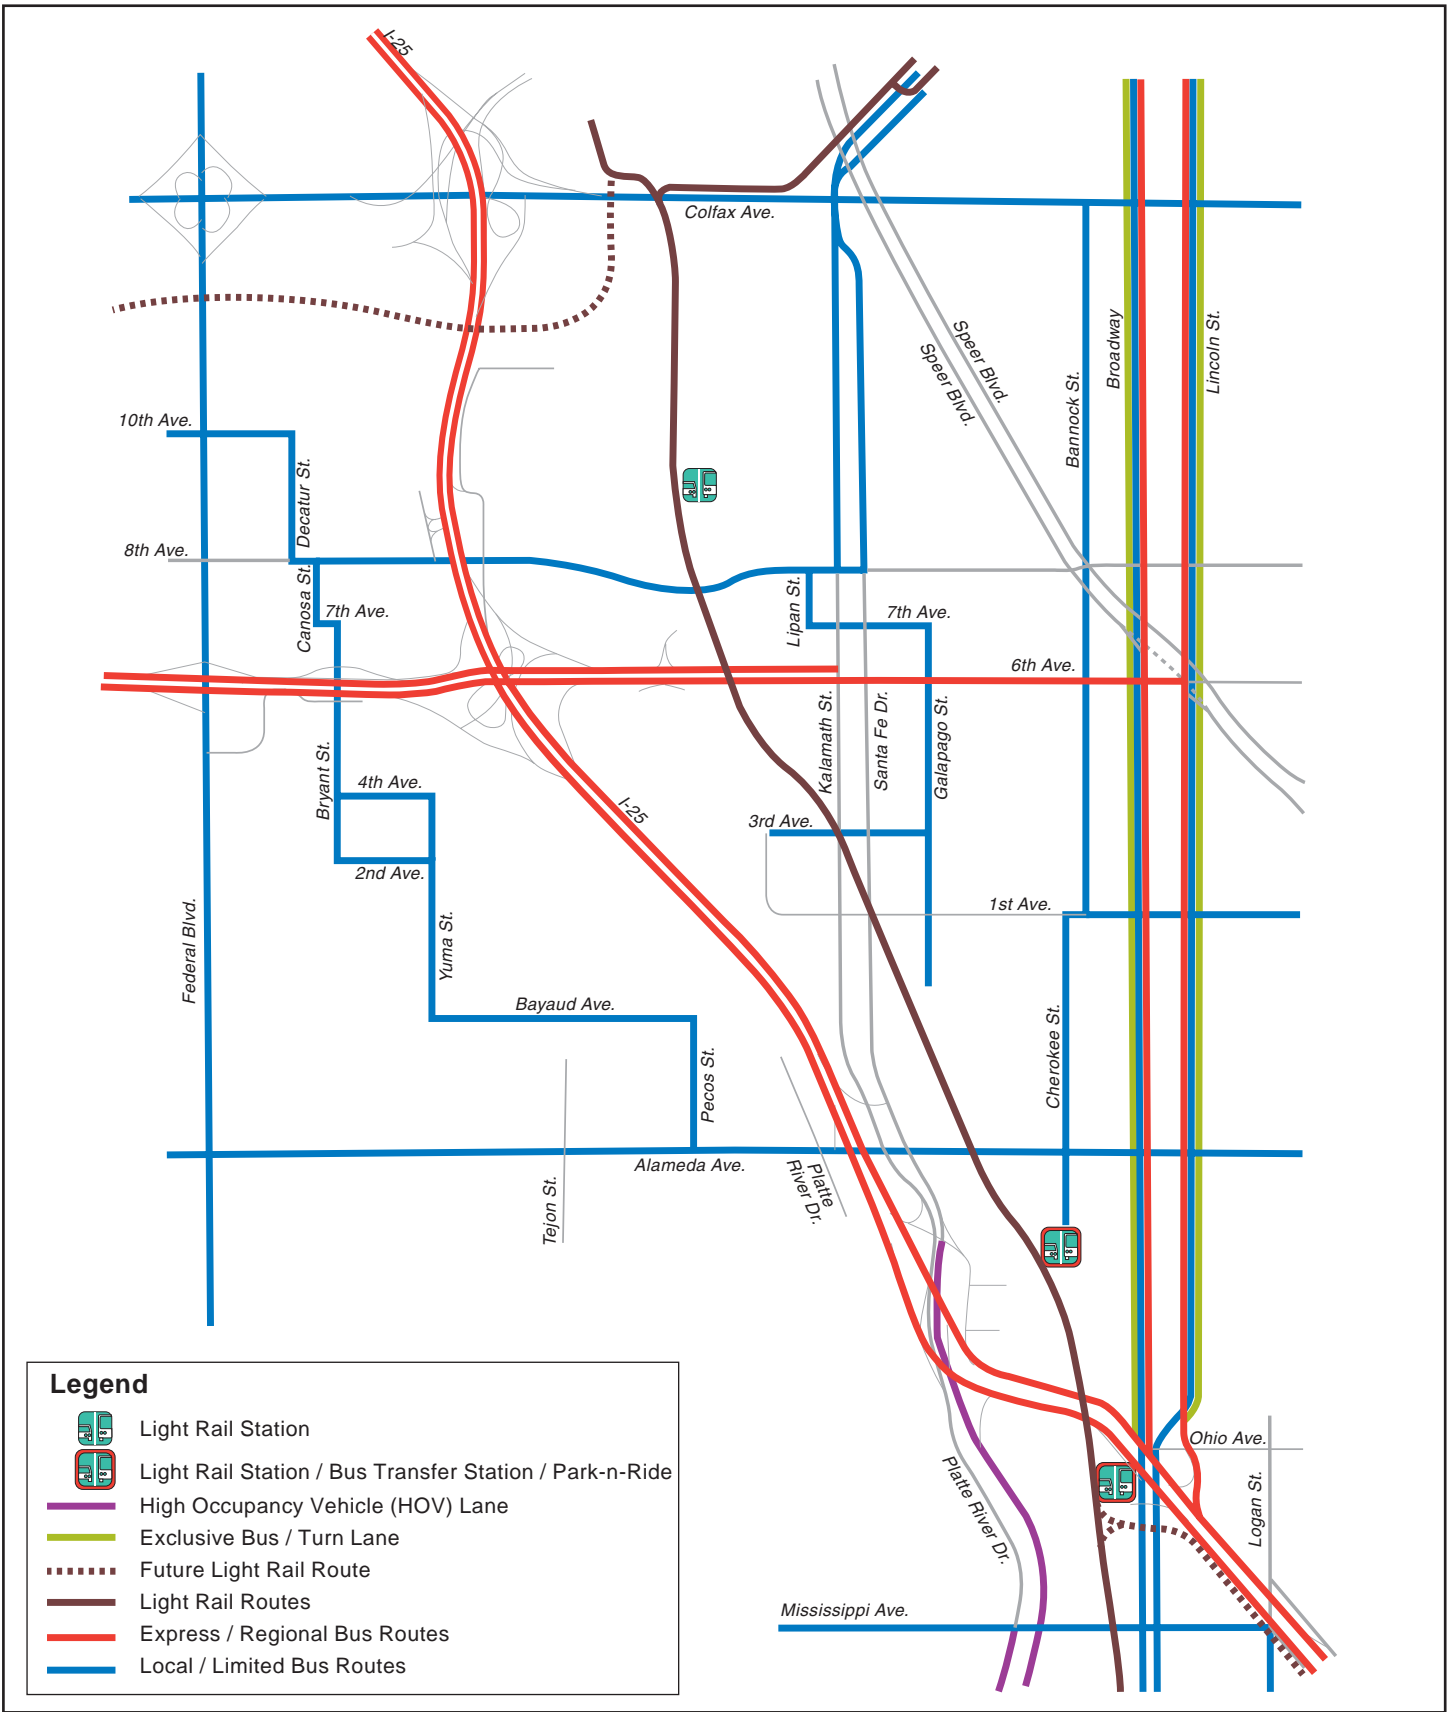 I-25
Colfax Ave.
Speer Blvd.
Speer Blvd.
Broadway
Lincoln St.
Bannock St.
10th Ave.
Decatur St.
8th Ave.
Canosa St.
7th Ave.
Lipan St.
7th Ave.
6th Ave.
Kalamath St.
Santa Fe Dr.
Galapago St.
Bryant St.
4th Ave.
I-25
3rd Ave.
2nd Ave.
1st Ave.
Federal Blvd.
Yuma St.
Bayaud Ave.
Cherokee St.
Pecos St.
Alameda Ave.
Tejon St.
Platte
River Dr.
Ohio Ave.
Logan St.
Platte River Dr.
Mississippi Ave.
Legend
Light Rail Station
Light Rail Station / Bus Transfer Station / Park-n-Ride
High Occupancy Vehicle (HOV) Lane
Exclusive Bus / Turn Lane
Future Light Rail Route
Light Rail Routes
Express / Regional Bus Routes
Local / Limited Bus Routes